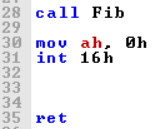 28 call Fib
29
30 mov ah, 0h
31 int 16h
32
33
34
35 ret